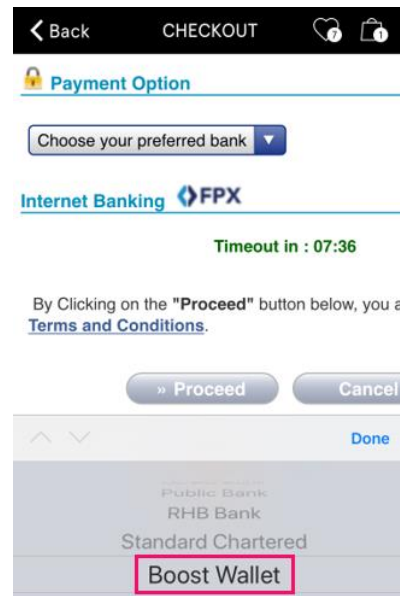 Back CHECKOUT 7 1
Payment Option
Choose your preferred bank
Internet Banking FPX
Timeout in : 07:36
By Clicking on the "Proceed" button below, you a
Terms and Conditions.
» Proceed Cancel
Done
Public Bank
RHB Bank
Standard Chartered
Boost Wallet